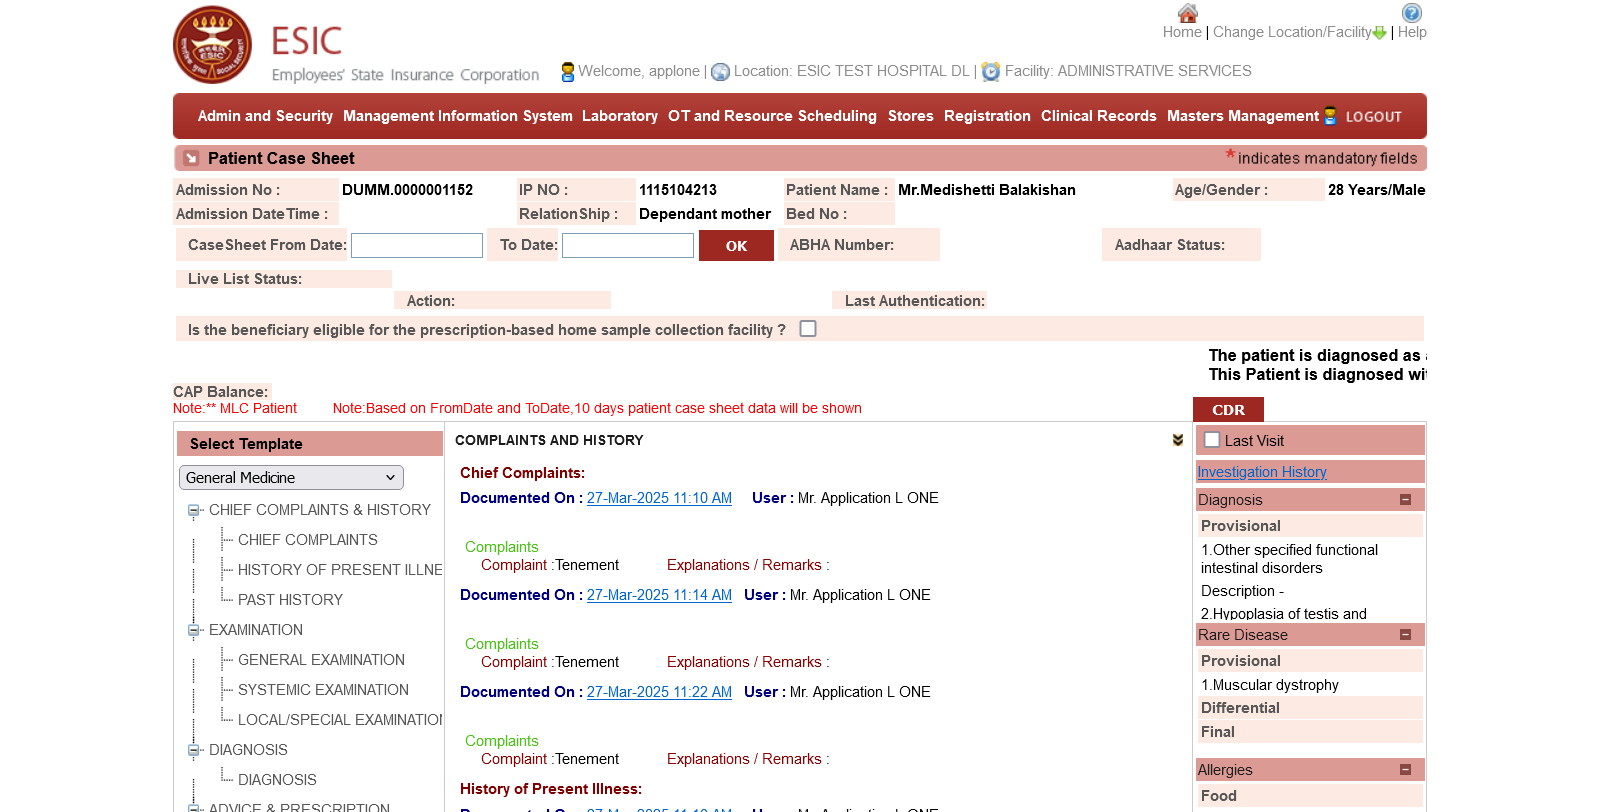 Home | Change Location/Facility | Help
ESIC
Employees' State Insurance Corporation
Welcome, applone | Location: ESIC TEST HOSPITAL DL | Facility: ADMINISTRATIVE SERVICES
Admin and Security Management Information System Laboratory OT and Resource Scheduling Stores Registration Clinical Records Masters Management LOGOUT
Patient Case Sheet
* indicates mandatory fields
Admission No : DUMM.0000001152 IP NO : 1115104213 Patient Name : Mr.Medishetti Balakishan Age/Gender : 28 Years/Male
Admission DateTime : RelationShip : Dependant mother Bed No :
CaseSheet From Date: To Date: OK ABHA Number: Aadhaar Status:
Live List Status:
Action: Last Authentication:
Is the beneficiary eligible for the prescription-based home sample collection facility ?
The patient is diagnosed as
This Patient is diagnosed wi
CAP Balance:
Note:** MLC Patient Note:Based on FromDate and ToDate,10 days patient case sheet data will be shown
CDR
Select Template
General Medicine
CHIEF COMPLAINTS & HISTORY
CHIEF COMPLAINTS
HISTORY OF PRESENT ILLNE
PAST HISTORY
EXAMINATION
GENERAL EXAMINATION
SYSTEMIC EXAMINATION
LOCAL/SPECIAL EXAMINATION
DIAGNOSIS
DIAGNOSIS
ADVICE & PRESCRIPTION
COMPLAINTS AND HISTORY
Chief Complaints:
Documented On : 27-Mar-2025 11:10 AM User : Mr. Application L ONE
Complaints
Complaint :Tenement Explanations / Remarks :
Documented On : 27-Mar-2025 11:14 AM User : Mr. Application L ONE
Complaints
Complaint :Tenement Explanations / Remarks :
Documented On : 27-Mar-2025 11:22 AM User : Mr. Application L ONE
Complaints
Complaint :Tenement Explanations / Remarks :
History of Present Illness:
Last Visit
Investigation History
Diagnosis
Provisional
1.Other specified functional
intestinal disorders
Description -
2.Hypoplasia of testis and
Rare Disease
Provisional
1.Muscular dystrophy
Differential
Final
Allergies
Food